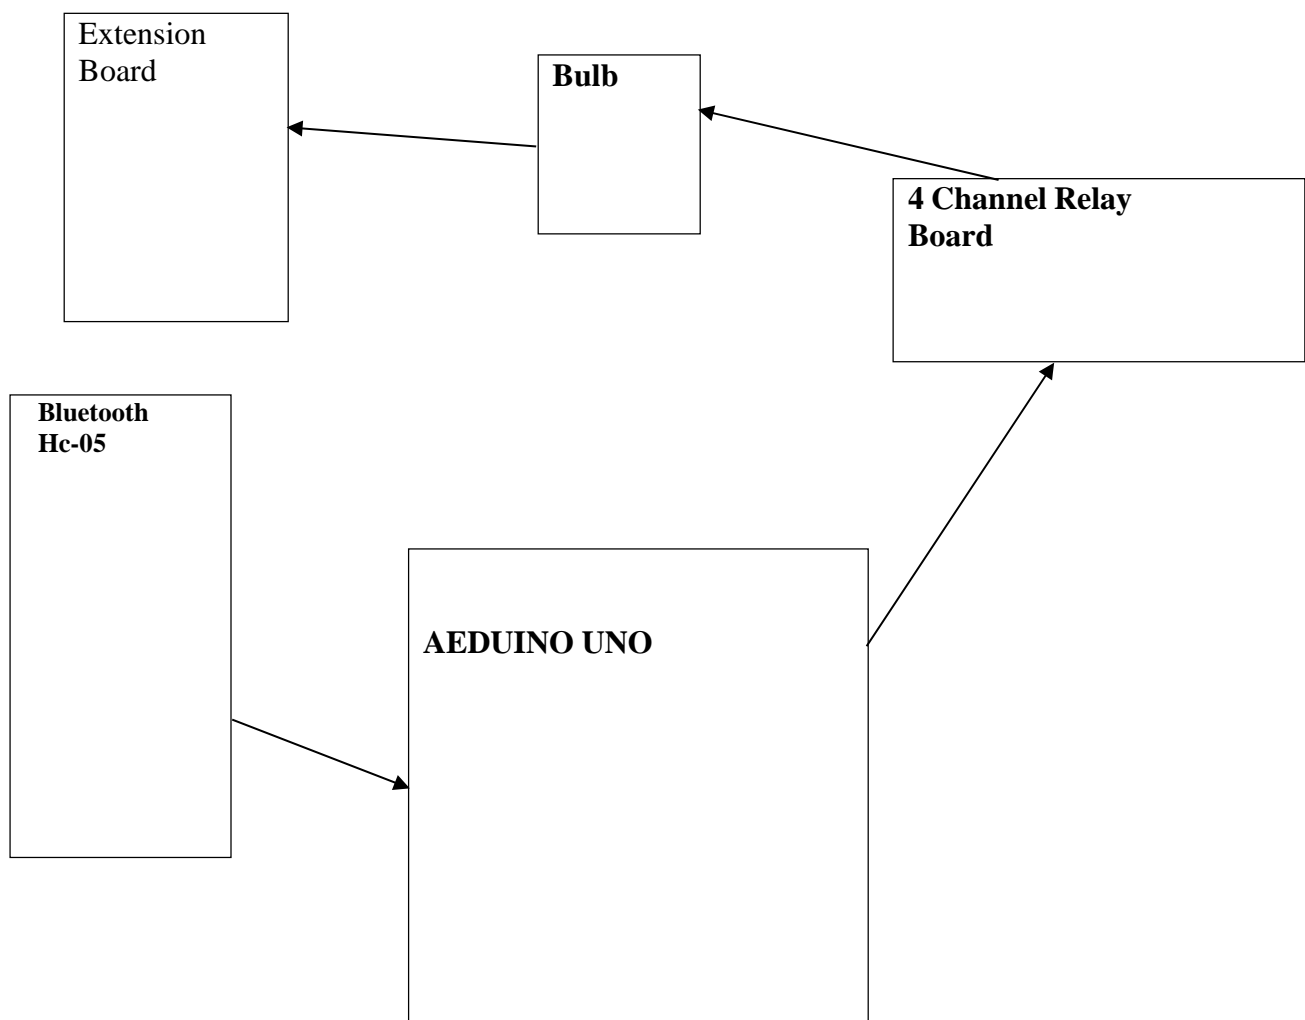 Extension
Board
Bulb
4 Channel Relay
Board
Bluetooth
Hc-05
AEDUINO UNO